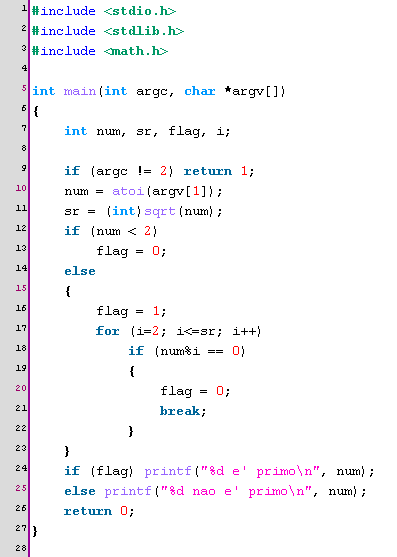 1 #include <stdio.h>
2 #include <stdlib.h>
3 #include <math.h>
4
5 int main(int argc, char *argv[])
6 {
7     int num, sr, flag, i;
8
9     if (argc != 2) return 1;
10     num = atoi(argv[1]);
11     sr = (int)sqrt(num);
12     if (num < 2)
13         flag = 0;
14     else
15     {
16         flag = 1;
17         for (i=2; i<=sr; i++)
18             if (num%i == 0)
19             {
20                 flag = 0;
21                 break;
22             }
23     }
24     if (flag) printf("%d e' primo\n", num);
25     else printf("%d nao e' primo\n", num);
26     return 0;
27 }
28